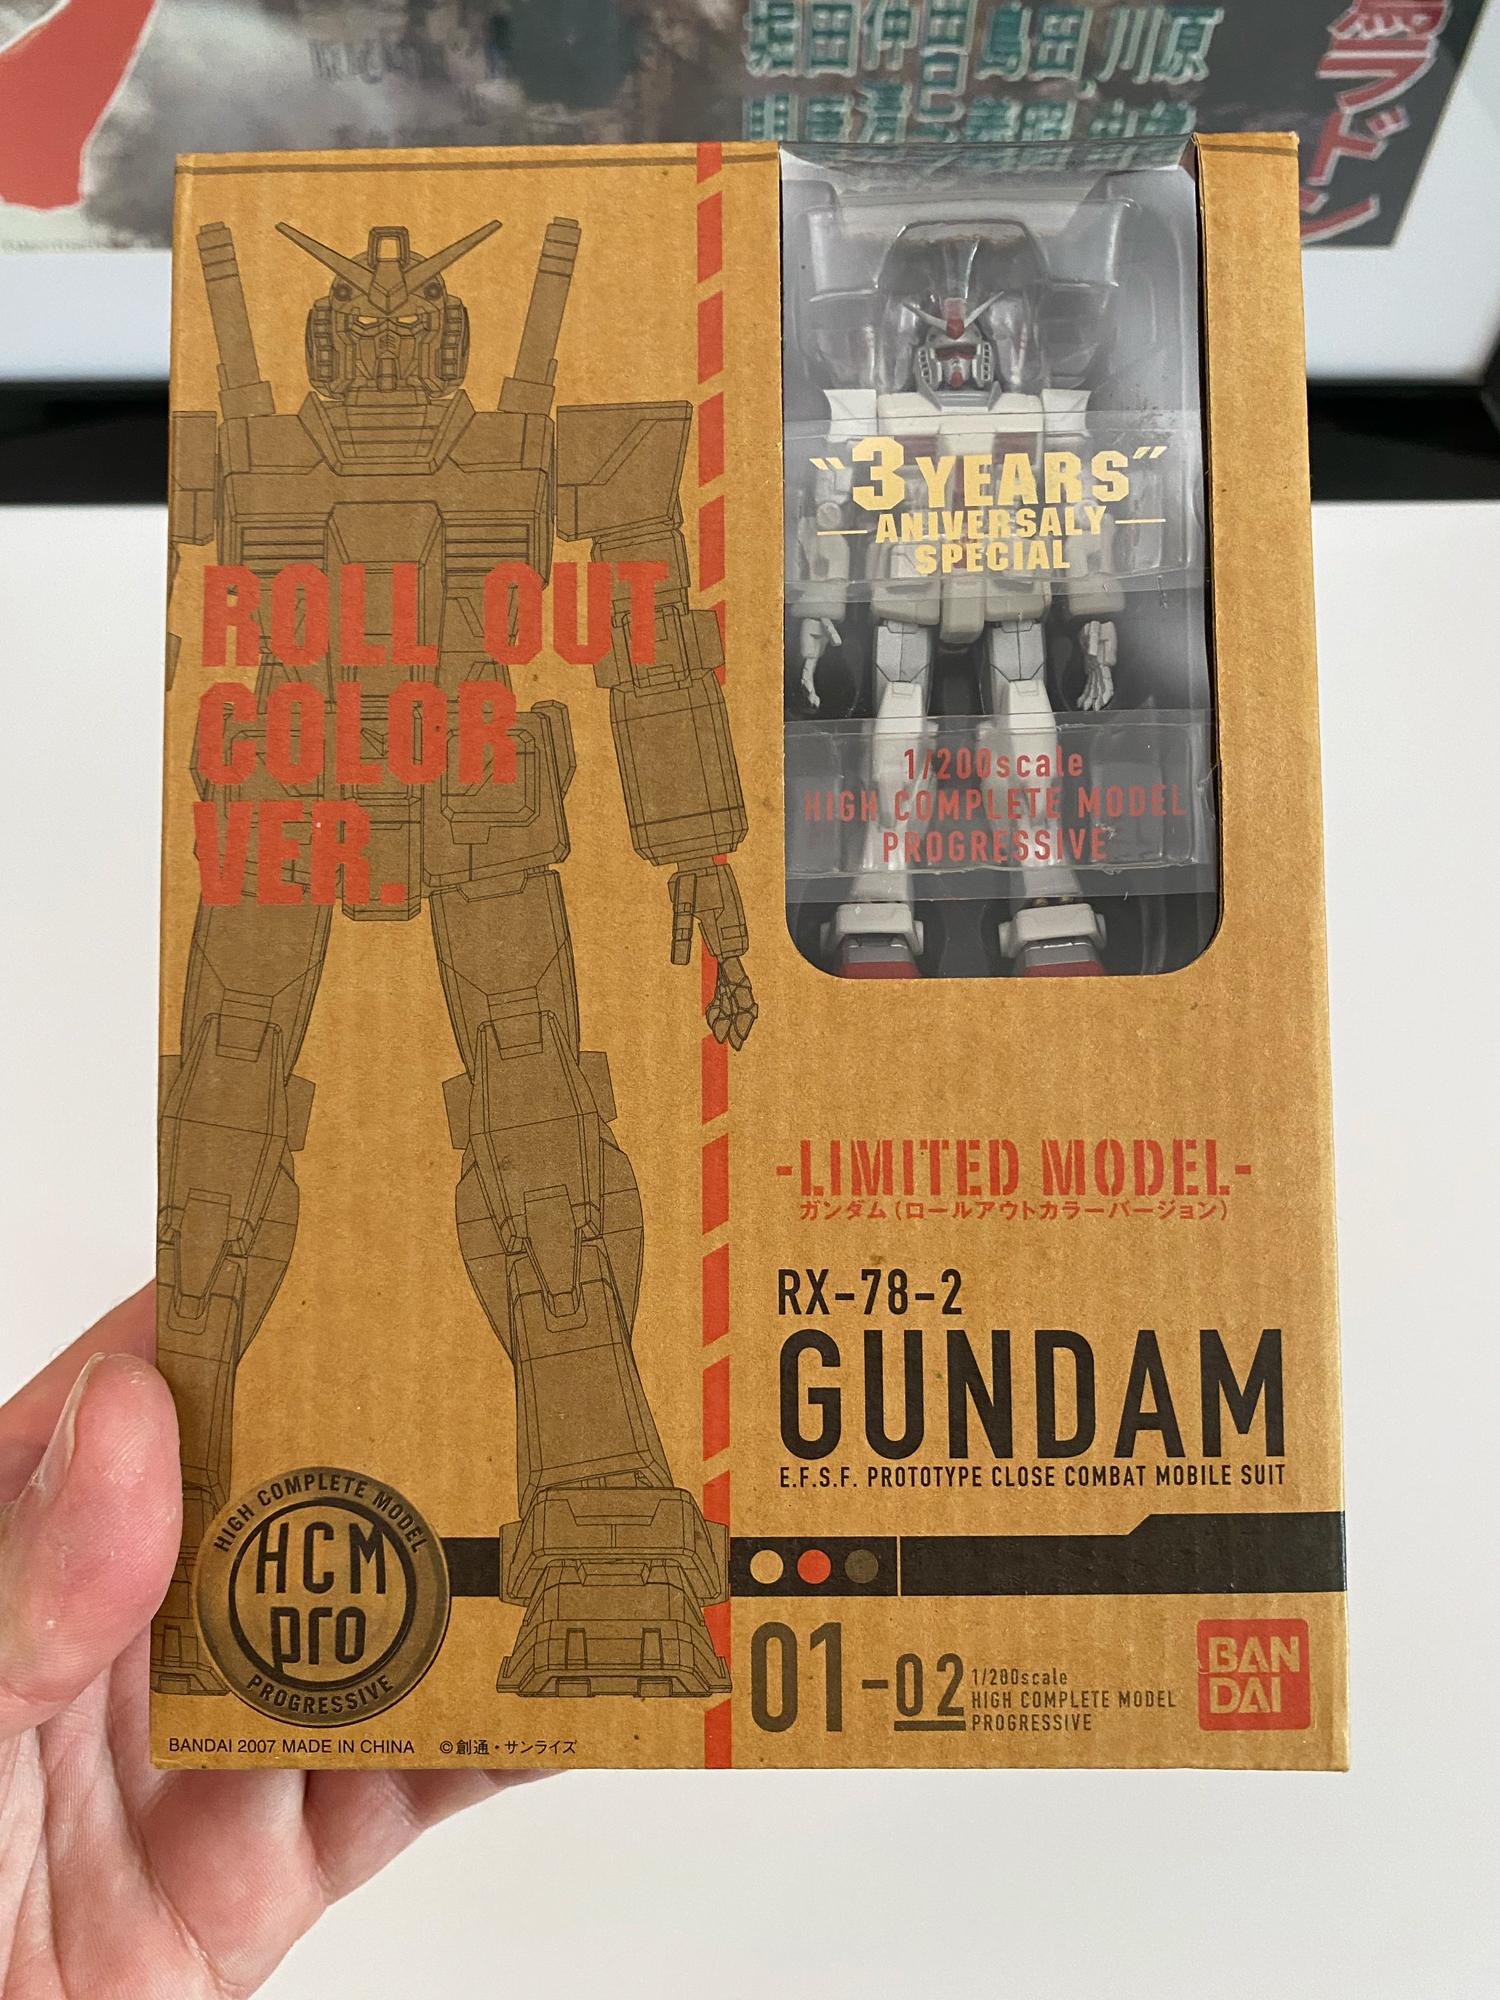 ROLL OUT
COLOR
VER.
"3 YEARS"
ANIVERSALY
SPECIAL
1/200scale
HIGH COMPLETE MODEL
PROGRESSIVE
-LIMITED MODEL-
ガンダム(ロールアウトカラーバージョン)
RX-78-2
GUNDAM
E.F.S.F. PROTOTYPE CLOSE COMBAT MOBILE SUIT
HIGH COMPLETE MODEL
HCM
pro
PROGRESSIVE
01-02
1/200scale
HIGH COMPLETE MODEL
PROGRESSIVE
BAN
DAI
BANDAI 2007 MADE IN CHINA ©創通・サンライズ